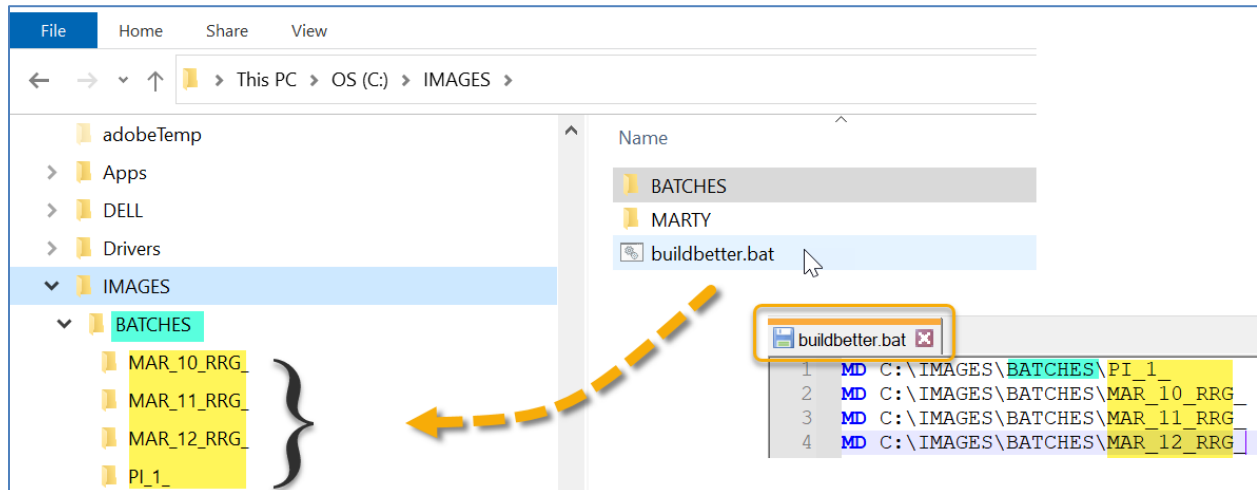 File Home Share View
This PC > OS (C:) > IMAGES >
adobeTemp
Apps
DELL
Drivers
IMAGES
BATCHES
MAR_10_RRG_
MAR_11_RRG_
MAR_12_RRG_
PI_1_
Name
BATCHES
MARTY
buildbetter.bat
buildbetter.bat
1 MD C:\IMAGES\BATCHES\PI_1_
2 MD C:\IMAGES\BATCHES\MAR_10_RRG_
3 MD C:\IMAGES\BATCHES\MAR_11_RRG_
4 MD C:\IMAGES\BATCHES\MAR_12_RRG_